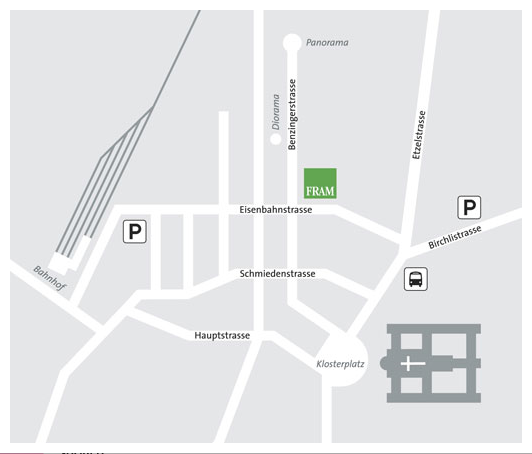 Panorama
Diorama
Benzingerstrasse
Etzelstrasse
FRAM
P
Eisenbahnstrasse
P
Birchlistrasse
Bahnhof
Schmiedenstrasse
Hauptstrasse
Klosterplatz